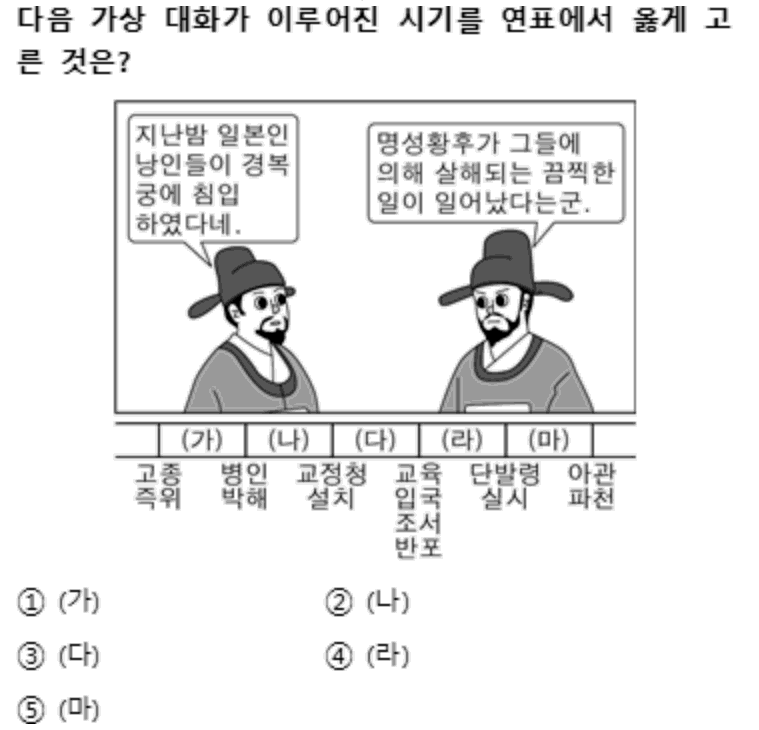 다음 가상 대화가 이루어진 시기를 연표에서 옳게 고
른 것은?
지난밤 일본인
낭인들이 경복
궁에 침입
하였다네.
명성황후가 그들에
의해 살해되는 끔찍한
일이 일어났다는군.
(가) (나) (다) (라) (마)
고종
즉위
병인
박해
교정청
설치
교육
입국
조서
반포
단발령
실시
아관
파천
① (가)
② (나)
③ (다)
④ (라)
⑤ (마)